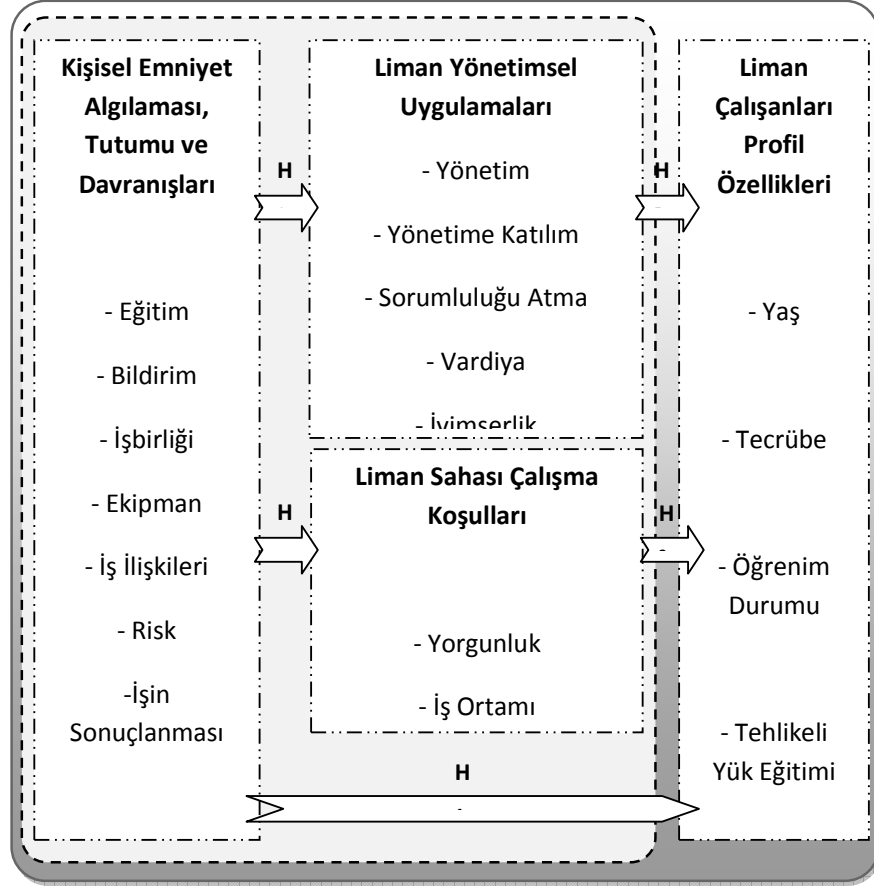 Kişisel Emniyet
Algılaması,
Tutumu ve
Davranışları
- Eğitim
- Bildirim
- İşbirliği
- Ekipman
- İş İlişkileri
- Risk
-İşin
Sonuçlanması
H
H
Liman Yönetimsel
Uygulamaları
- Yönetim
- Yönetime Katılım
- Sorumluluğu Atma
- Vardiya
- İyimserlik
Liman Sahası Çalışma
Koşulları
- Yorgunluk
- İş Ortamı
H
H
H
Liman
Çalışanları
Profil
Özellikleri
- Yaş
- Tecrübe
- Öğrenim
Durumu
- Tehlikeli
Yük Eğitimi